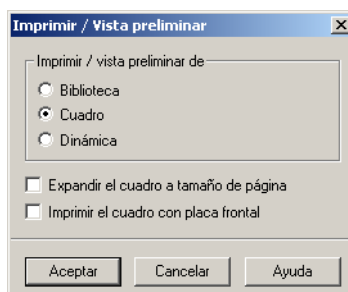 Imprimir / Vista preliminar
Imprimir / vista preliminar de
Biblioteca
Cuadro
Dinámica
Expandir el cuadro a tamaño de página
Imprimir el cuadro con placa frontal
Aceptar
Cancelar
Ayuda